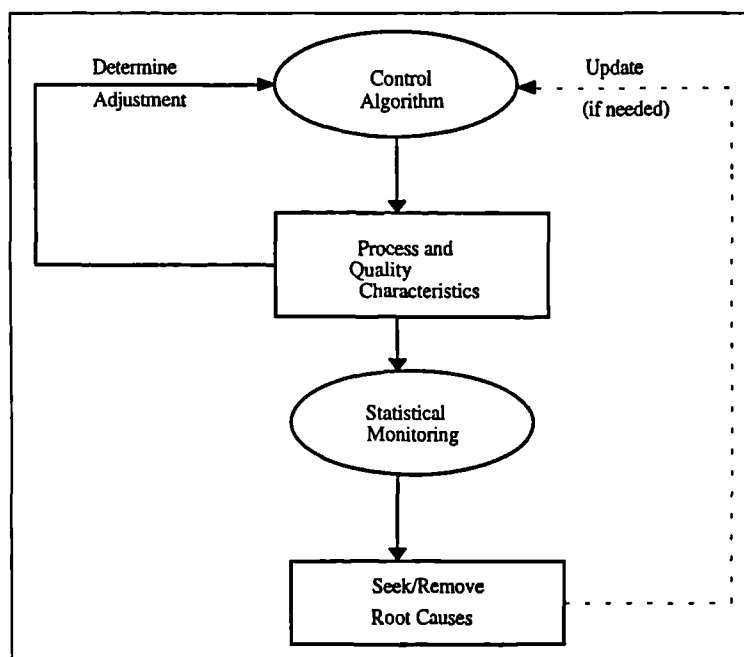 Determine
Adjustment
Control
Algorithm
Update
(if needed)
Process and
Quality
Characteristics
Statistical
Monitoring
Seek/Remove
Root Causes